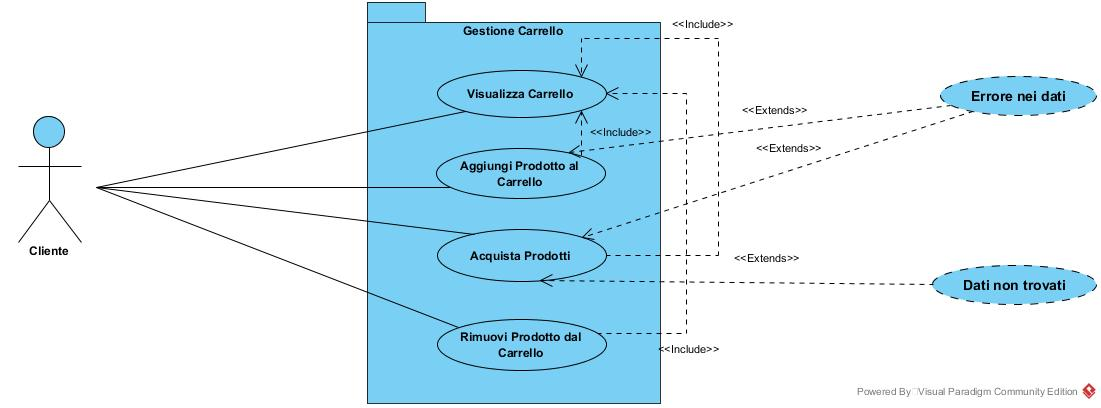 Gestione Carrello
<<Include>>
Visualizza Carrello
Errore nei dati
<<Extends>>
<<Include>>
<<Extends>>
Aggiungi Prodotto al
Carrello
Cliente
Acquista Prodotti
<<Extends>>
Dati non trovati
Rimuovi Prodotto dal
Carrello
<<Include>>
Powered By Visual Paradigm Community Edition